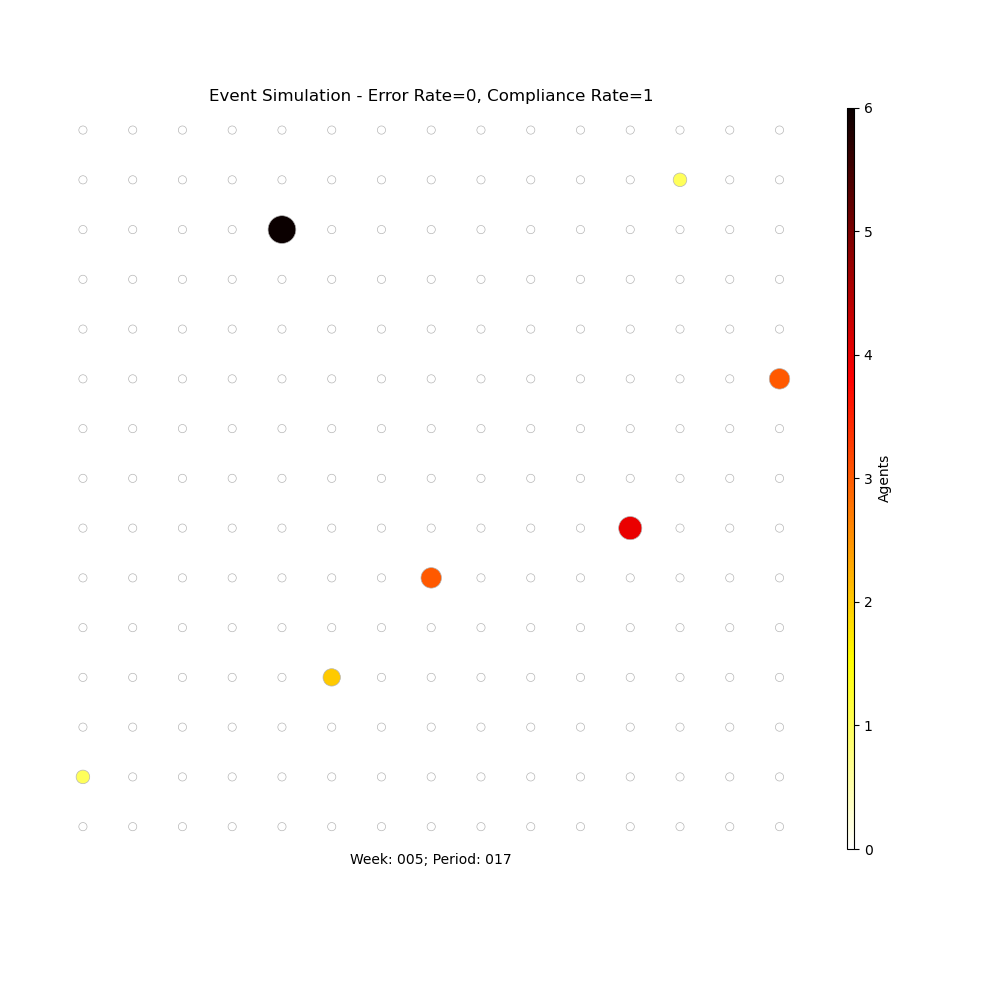 Event Simulation - Error Rate=0, Compliance Rate=1
6
5
4
3
2
1
0
Agents
Week: 005; Period: 017